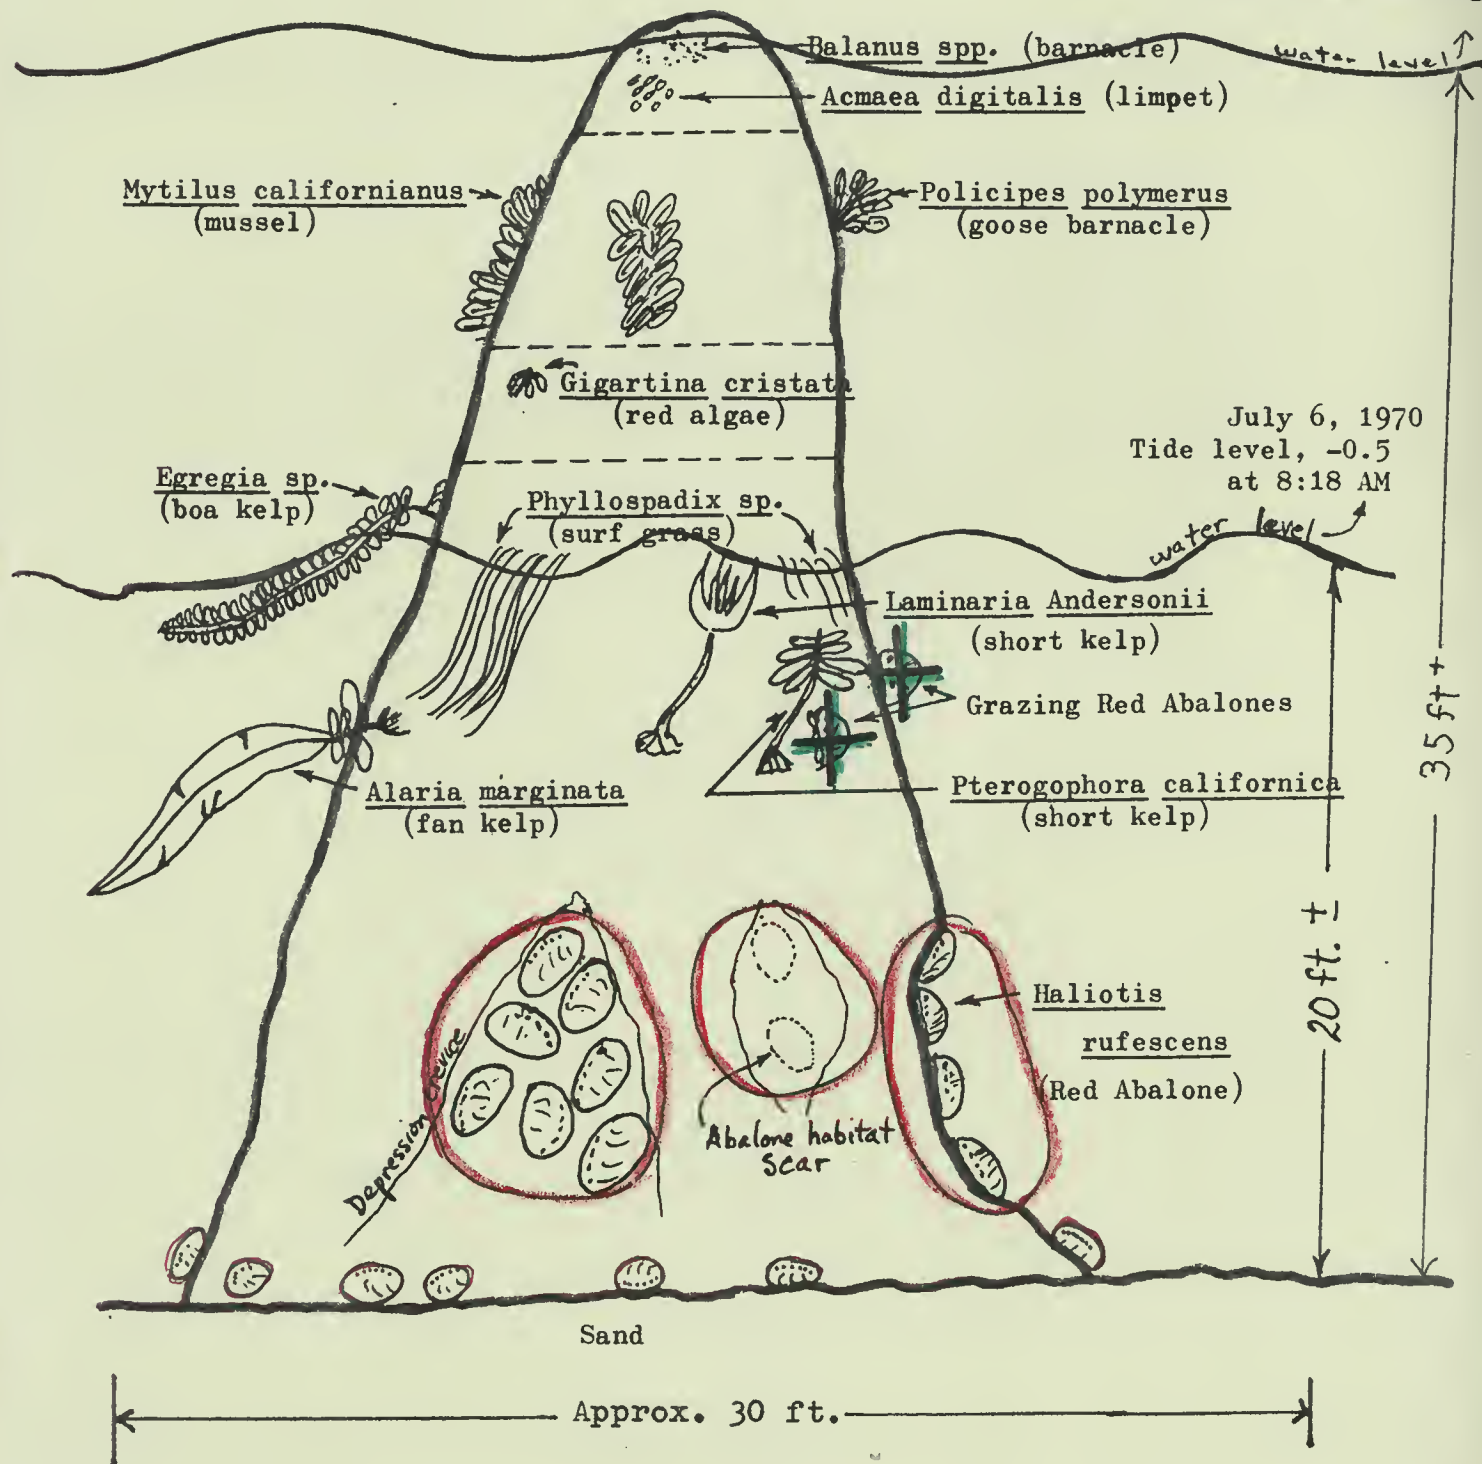 Balanus spp. (barnacle)
water level
Acmaea digitalis (limpet)
Mytilus californianus
(mussel)
Policipes polymerus
(goose barnacle)
Gigartina cristata
(red algae)
July 6, 1970
Tide level, -0.5
at 8:18 AM
Egregia sp.
(boa kelp)
Phyllospadix sp.
(surf grass)
water level
Laminaria Andersonii
(short kelp)
Grazing Red Abalones
35 ft +
Alaria marginata
(fan kelp)
Pterogophora californica
(short kelp)
20 ft. ±
Haliotis
rufescens
(Red Abalone)
Depression crevice
Abalone habitat
Scar
Sand
Approx. 30 ft.